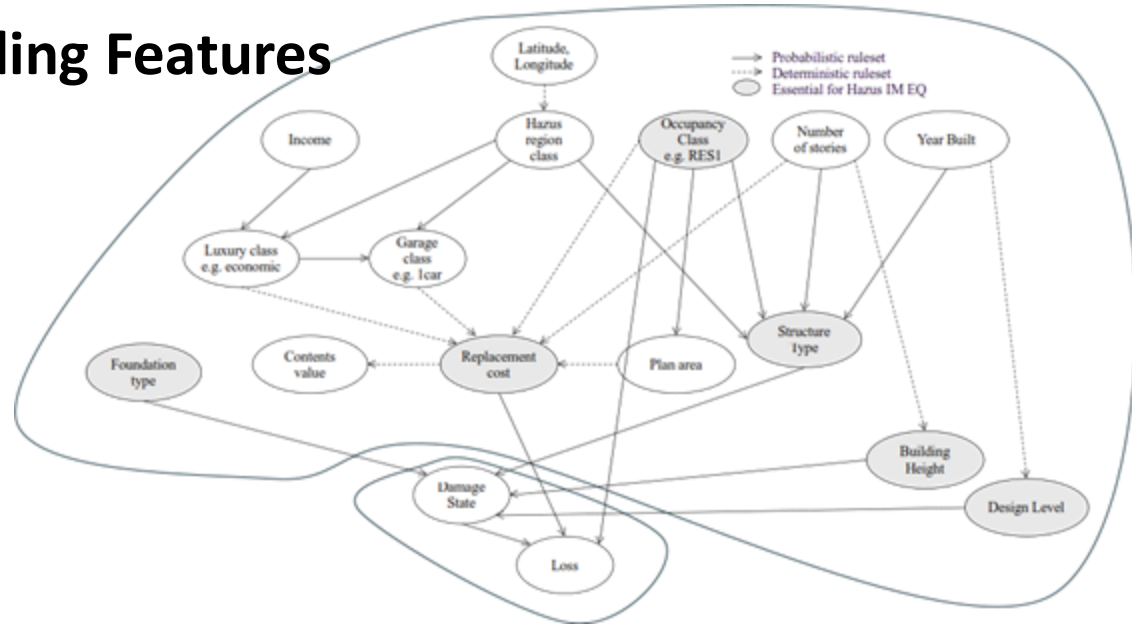 ling Features
Latitude,
Longitude
Probabilistic ruleset
Deterministic ruleset
Essential for Hazus IM EQ
Income
Hazus
region
class
Occupancy
Class
e.g. RES1
Number
of stories
Year Built
Luxury class
e.g. economic
Garage
class
e.g. 1car
Structure
Type
Foundation
type
Contents
value
Replacement
cost
Plan area
Building
Height
Damage
State
Design Level
Loss